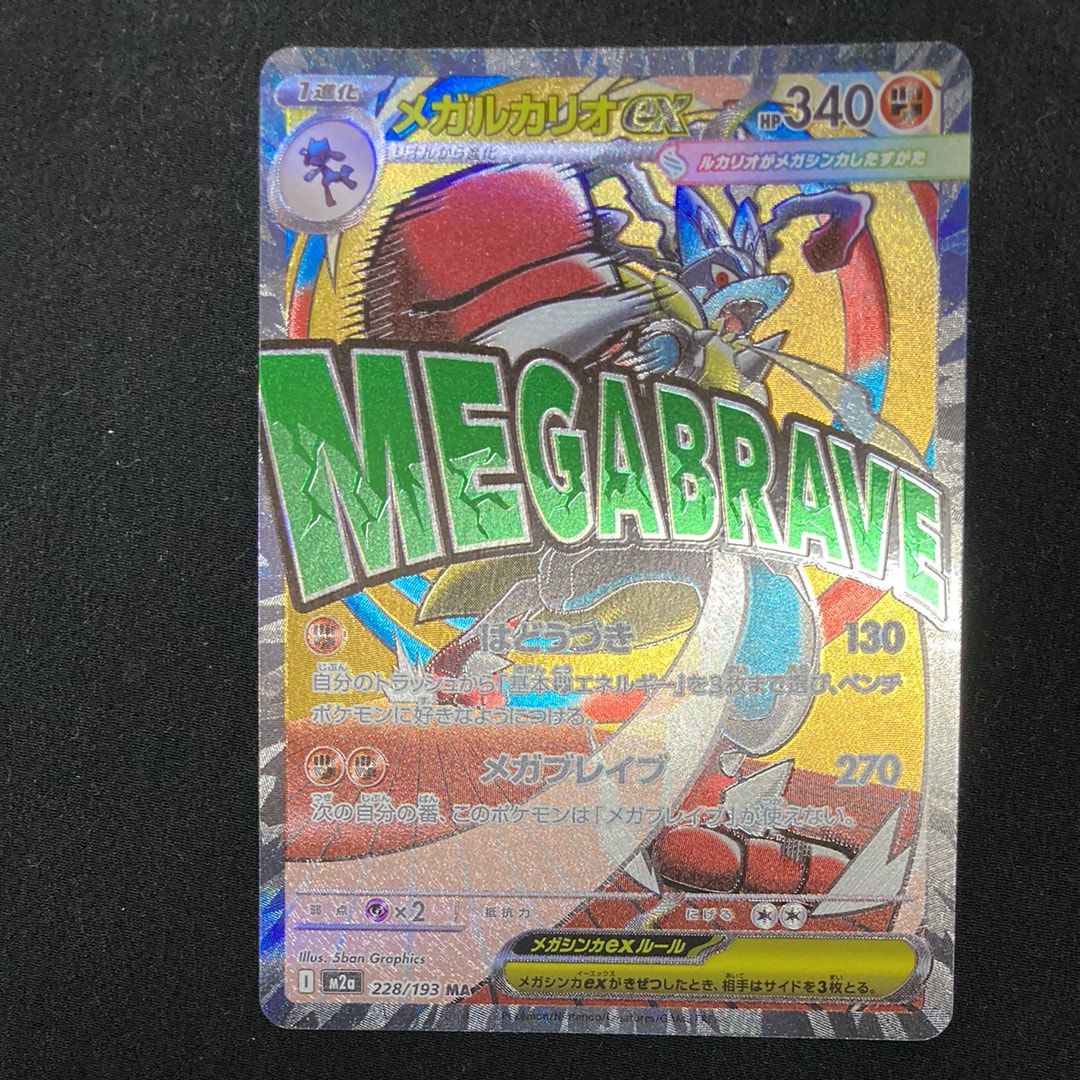 1進化
メガルカリオex
HP 340
リオルから進化
ルカリオがメガシンカしたすがた
MEGABRAVE
はどうづき 130
自分のトラッシュから「基本エネルギー」を3枚まで選び、ベンチ
ポケモンに好きなようにつける。
メガブレイブ 270
次の自分の番、このポケモンは「メガブレイブ」が使えない。
弱点 ×2 抵抗力 にげる
Illus. 5ban Graphics
メガシンカexルール
メガシンカexがきぜつしたとき、相手はサイドを3枚とる。
I m2a 228/193 MA